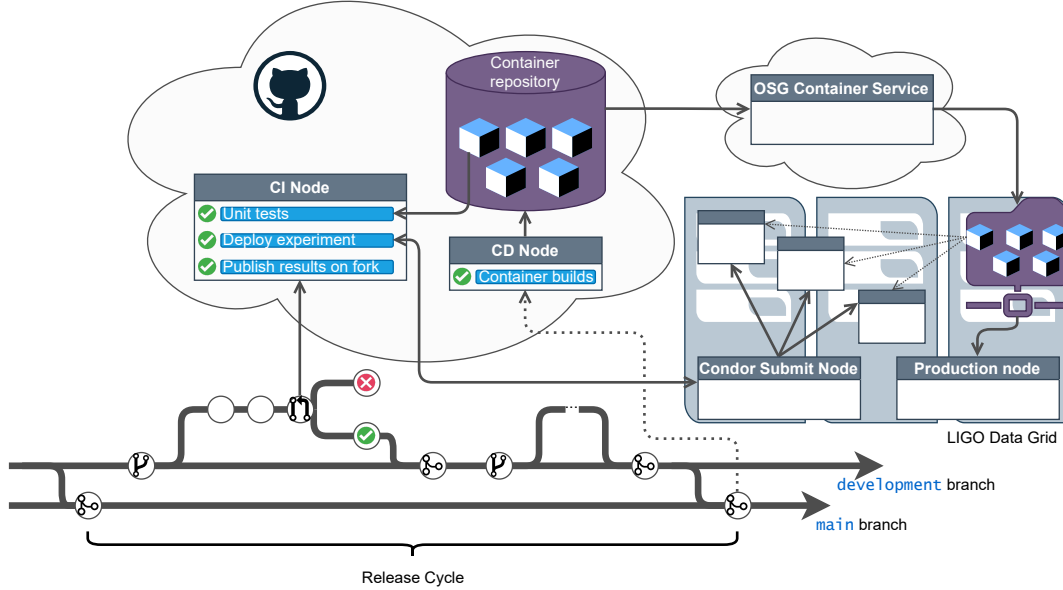 Container
repository
OSG Container Service
CI Node
Unit tests
Deploy experiment
Publish results on fork
CD Node
Container builds
Condor Submit Node
Production node
LIGO Data Grid
development branch
main branch
Release Cycle